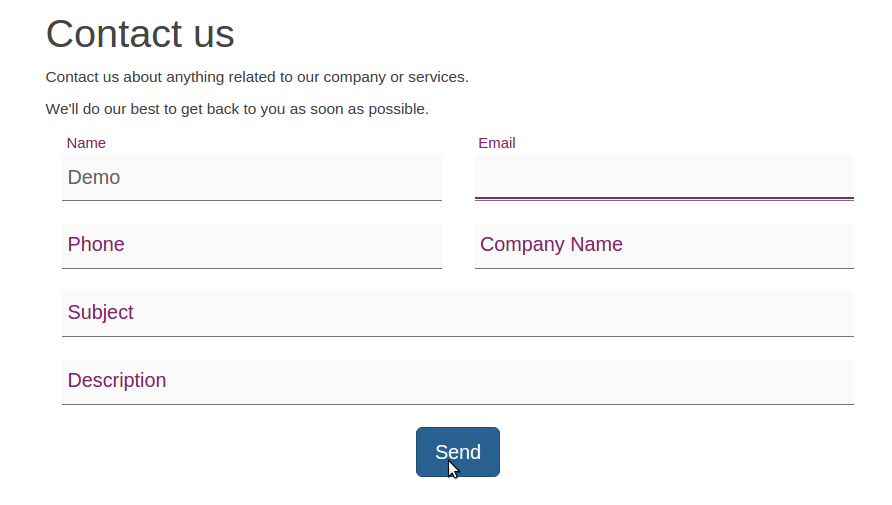 Contact us
Contact us about anything related to our company or services.
We'll do our best to get back to you as soon as possible.
Name
Email
Demo
Phone
Company Name
Subject
Description
Send